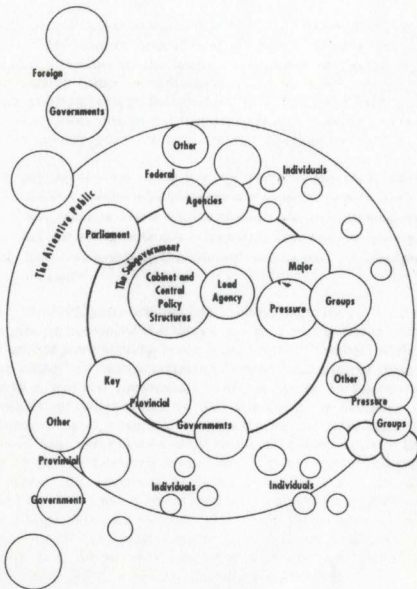 Foreign
Governments
Other
Federal
Agencies
Individuals
The Attentive Public
Parliament
The Subgovernment
Cabinet and
Central
Policy
Structures
Lead
Agency
Major
Pressure
Groups
Key
Provincial
Governments
Other
Pressure
Groups
Other
Provincial
Governments
Individuals
Individuals